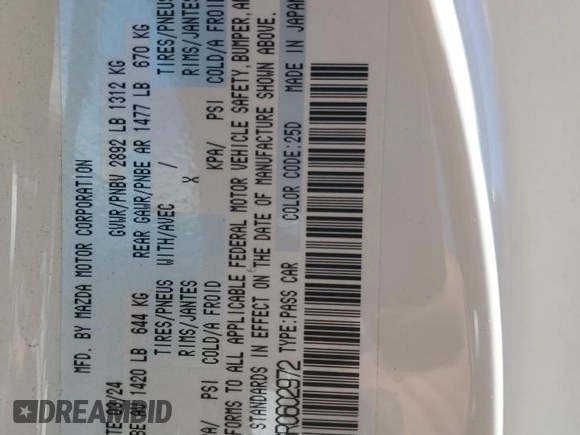 MFD. BY MAZDA MOTOR CORPORATION
/24 GVWR/PNBV 2892 LB 1312 KG
1420 LB 644 KG REAR GAWR/PNBE AR 1477 LB 670 KG
TIRES/PNEUS WITH/AVEC / TIRES/PNEUS
RIMS/JANTES X RIMS/JANTES
/ PSI COLD/A FROID KPA/ PSI COLD/A FROID
TO ALL APPLICABLE FEDERAL MOTOR VEHICLE SAFETY, BUMPER,
STANDARDS IN EFFECT ON THE DATE OF MANUFACTURE SHOWN ABOVE.
R0602972 TYPE:PASS CAR COLOR CODE:25D MADE IN JAPAN
DREAMBID